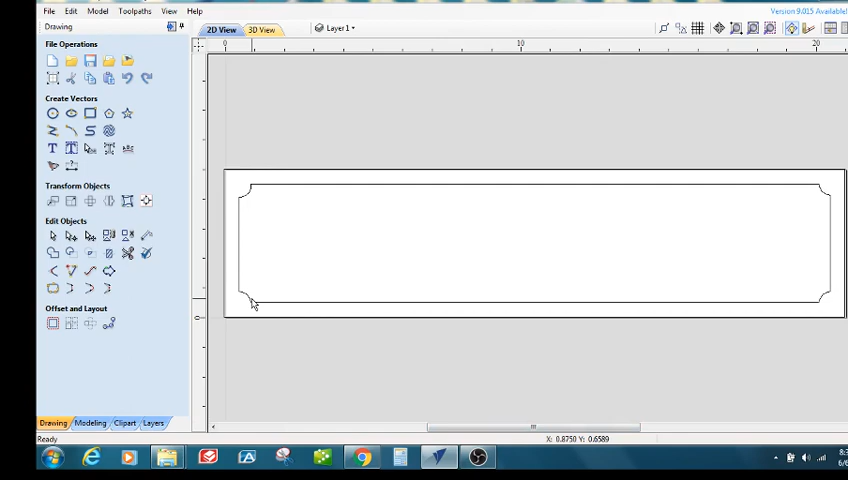 File Edit Model Toolpaths View Help Version 9.015 Available!
Drawing 2D View 3D View Layer1
0 10 20
File Operations
Create Vectors
Transform Objects
Edit Objects
Offset and Layout
0
Drawing Modeling Clipart Layers
Ready X: 0.8750 Y: 0.6589